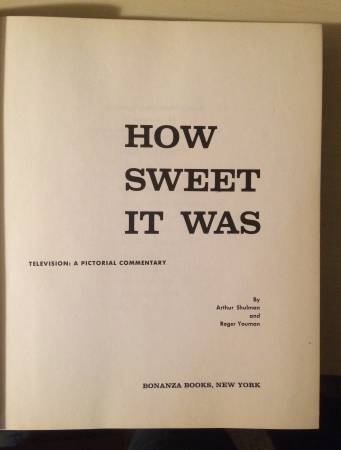 HOW
SWEET
IT WAS
TELEVISION: A PICTORIAL COMMENTARY
By
Arthur Shulman
and
Roger Youman
BONANZA BOOKS, NEW YORK